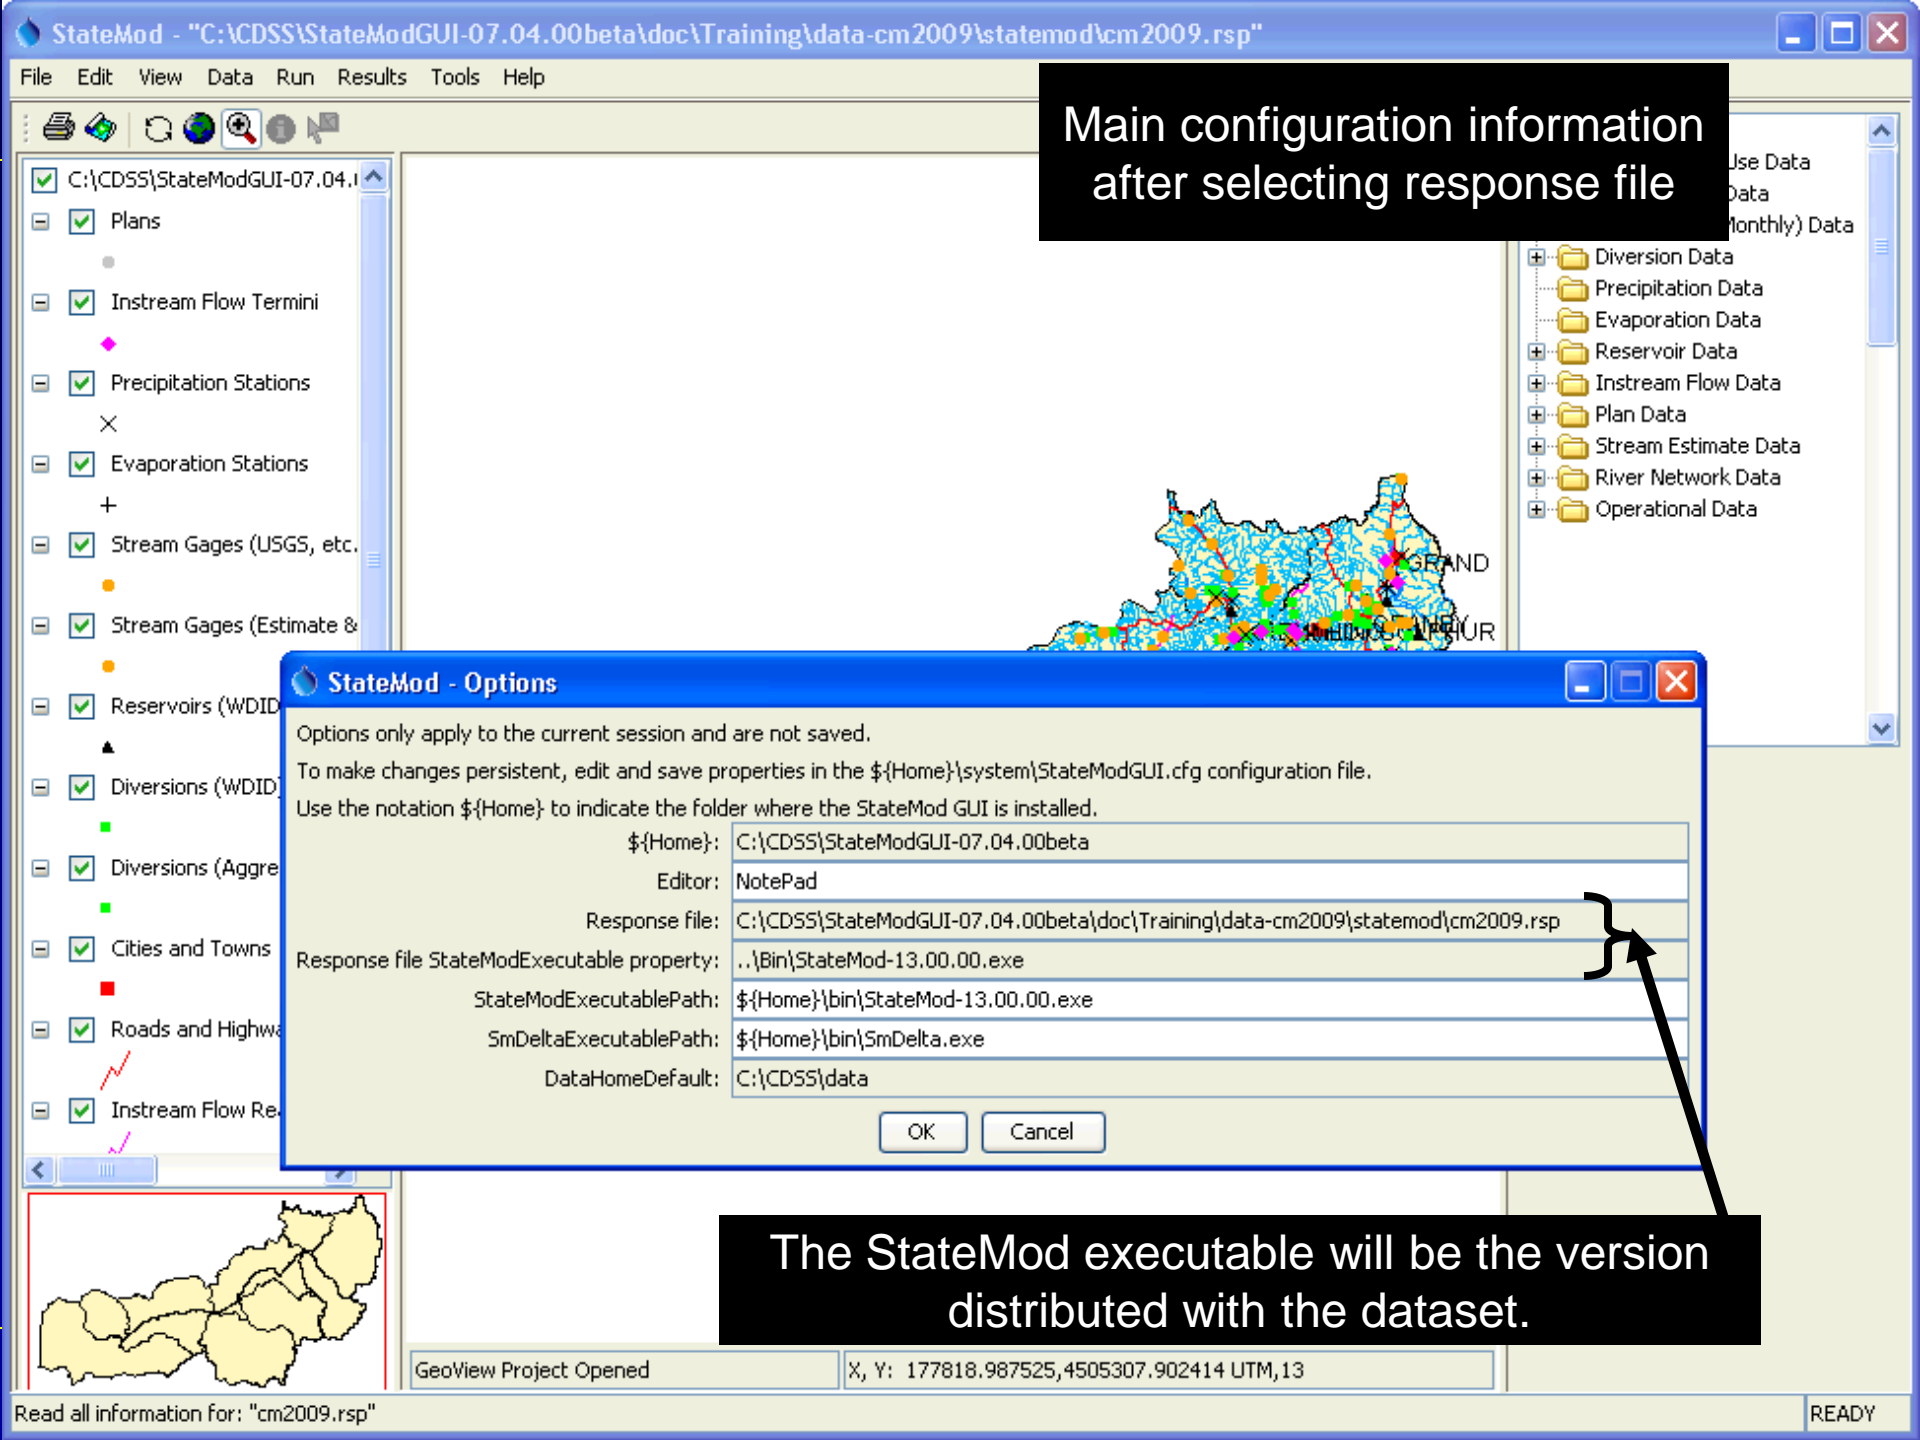 StateMod - "C:\CDSS\StateModGUI-07.04.00beta\doc\Training\data-cm2009\statemod\cm2009.rsp"
File Edit View Data Run Results Tools Help
Main configuration information
after selecting response file
C:\CDSS\StateModGUI-07.04.
Plans
Instream Flow Termini
Precipitation Stations
Evaporation Stations
Stream Gages (USGS, etc.
Stream Gages (Estimate &
Reservoirs (WDID
Diversions (WDID)
Diversions (Aggre
Cities and Towns
Roads and Highwa
Instream Flow Re
Use Data
Data
Monthly) Data
Diversion Data
Precipitation Data
Evaporation Data
Reservoir Data
Instream Flow Data
Plan Data
Stream Estimate Data
River Network Data
Operational Data
GRAND
StateMod - Options
Options only apply to the current session and are not saved.
To make changes persistent, edit and save properties in the ${Home}\system\StateModGUI.cfg configuration file.
Use the notation ${Home} to indicate the folder where the StateMod GUI is installed.
${Home}: C:\CDSS\StateModGUI-07.04.00beta
Editor: NotePad
Response file: C:\CDSS\StateModGUI-07.04.00beta\doc\Training\data-cm2009\statemod\cm2009.rsp
Response file StateModExecutable property: ..\Bin\StateMod-13.00.00.exe
StateModExecutablePath: ${Home}\bin\StateMod-13.00.00.exe
SmDeltaExecutablePath: ${Home}\bin\SmDelta.exe
DataHomeDefault: C:\CDSS\data
OK Cancel
The StateMod executable will be the version
distributed with the dataset.
GeoView Project Opened X, Y: 177818.987525,4505307.902414 UTM,13
Read all information for: "cm2009.rsp" READY